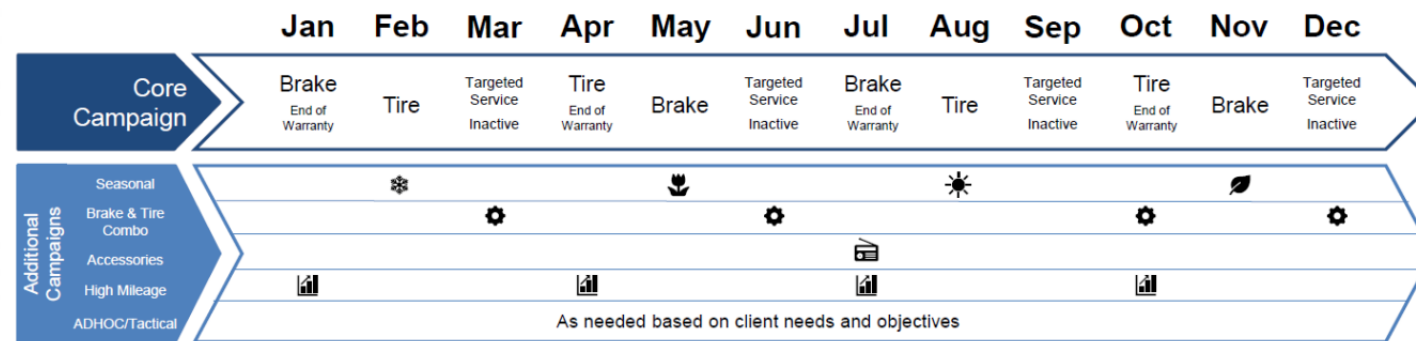 Jan Feb Mar Apr May Jun Jul Aug Sep Oct Nov Dec
Core
Campaign
Brake
End of
Warranty
Tire
Targeted
Service
Inactive
Tire
End of
Warranty
Brake
Targeted
Service
Inactive
Brake
End of
Warranty
Tire
Targeted
Service
Inactive
Tire
End of
Warranty
Brake
Targeted
Service
Inactive
Additional
Campaigns
Seasonal
Brake & Tire
Combo
Accessories
High Mileage
ADHOC/Tactical
As needed based on client needs and objectives